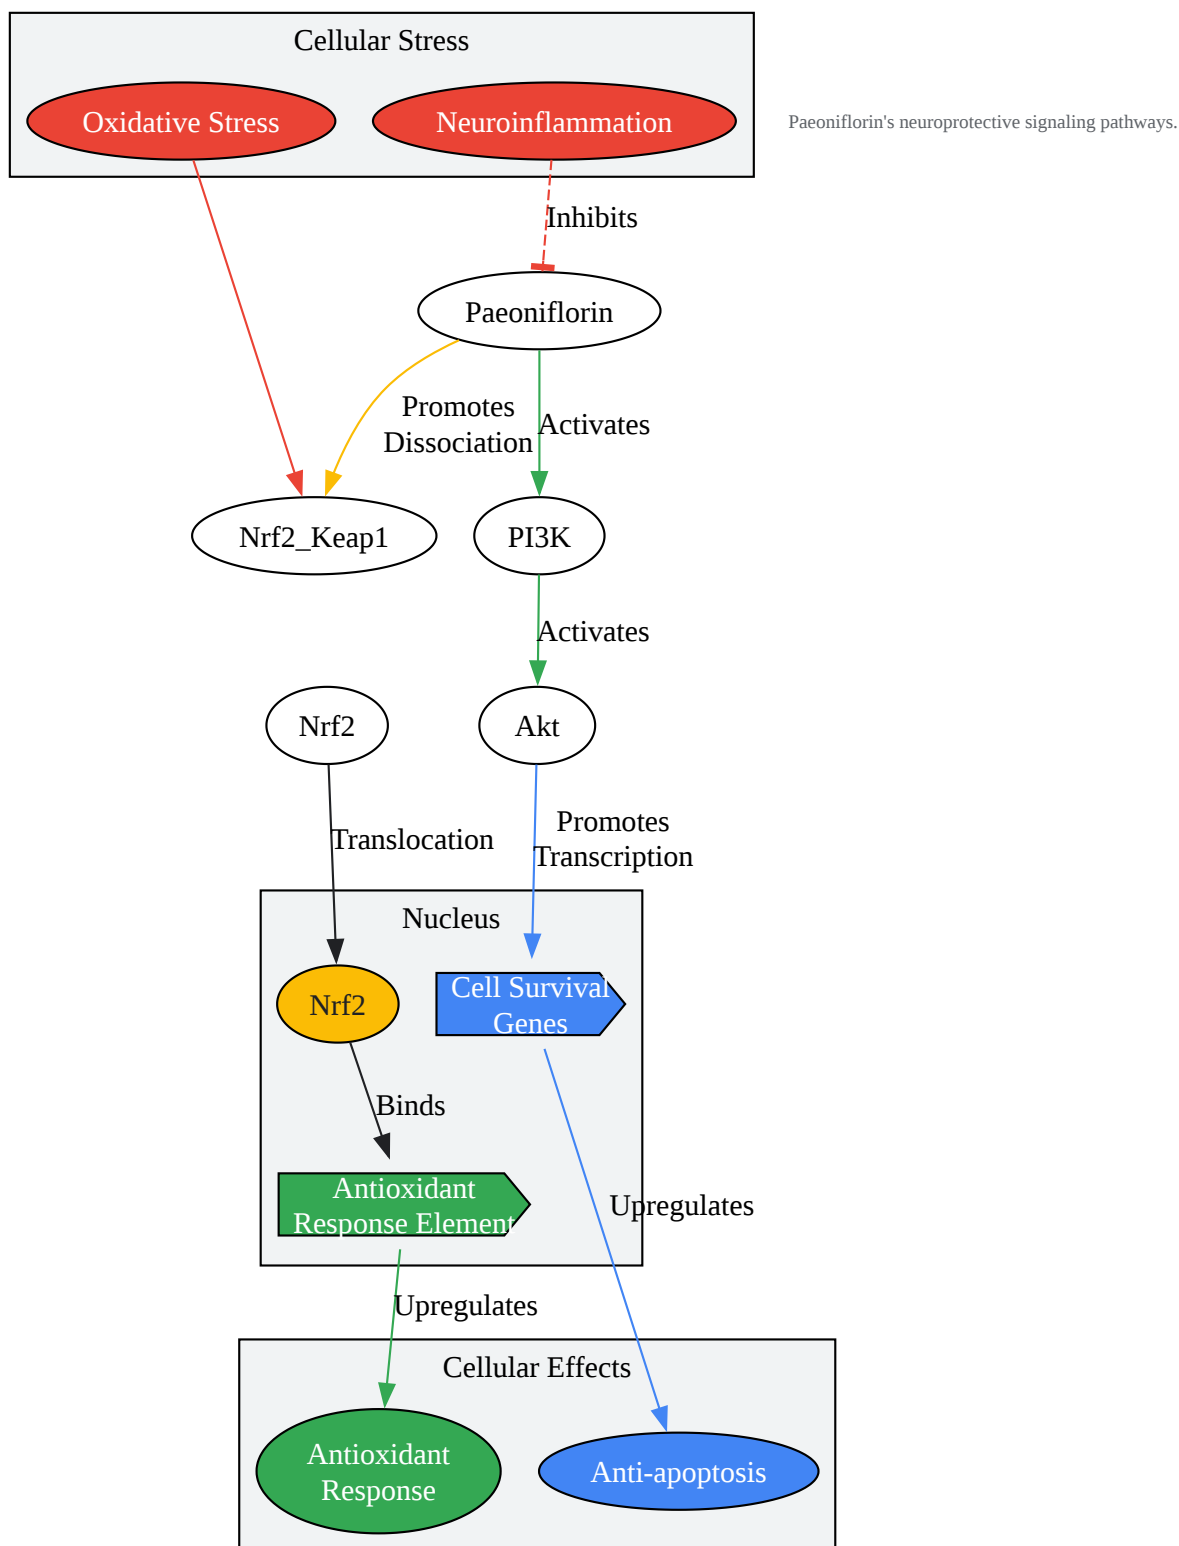 Cellular Stress
Oxidative Stress
Neuroinflammation
Paeoniflorin's neuroprotective signaling pathways.
Inhibits
Paeoniflorin
Promotes
Dissociation
Activates
Nrf2_Keap1
PI3K
Activates
Nrf2
Akt
Translocation
Promotes
Transcription
Nucleus
Nrf2
Cell Survival
Genes
Binds
Antioxidant
Response Element
Upregulates
Upregulates
Cellular Effects
Antioxidant
Response
Anti-apoptosis